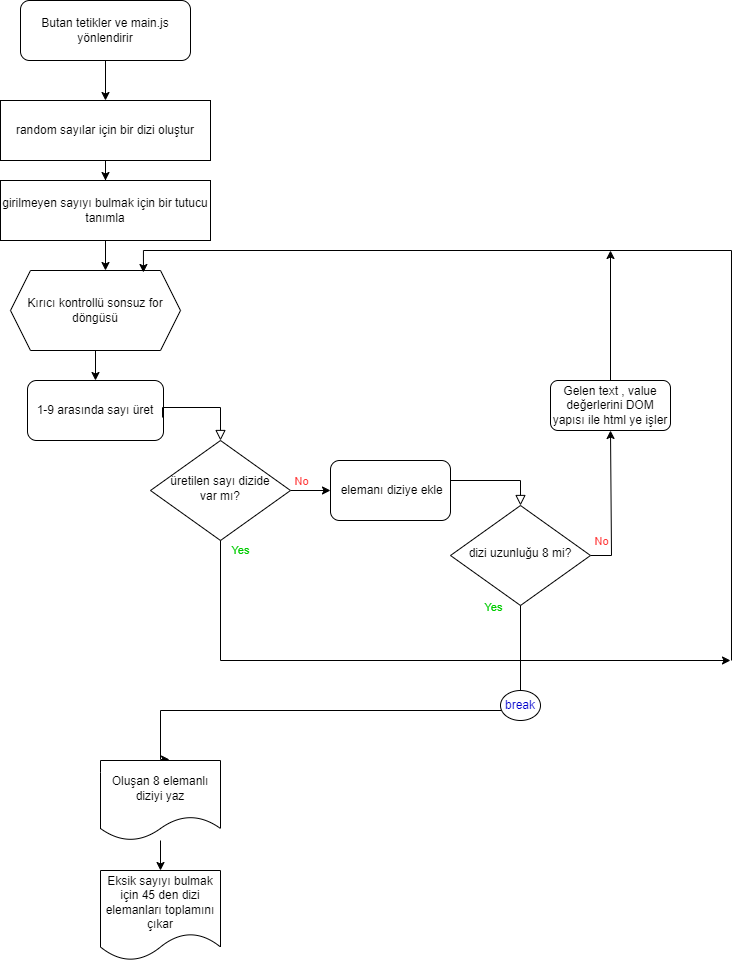 Butan tetikler ve main.js
yönlendirir
random sayılar için bir dizi oluştur
girilmeyen sayıyı bulmak için bir tutucu
tanımla
Kırıcı kontrollü sonsuz for
döngüsü
1-9 arasında sayı üret
üretilen sayı dizide
var mı?
No
Yes
elemanı diziye ekle
dizi uzunluğu 8 mi?
No
Yes
Gelen text , value
değerlerini DOM
yapısı ile html ye işler
break
Oluşan 8 elemanlı
diziyi yaz
Eksik sayıyı bulmak
için 45 den dizi
elemanları toplamını
çıkar